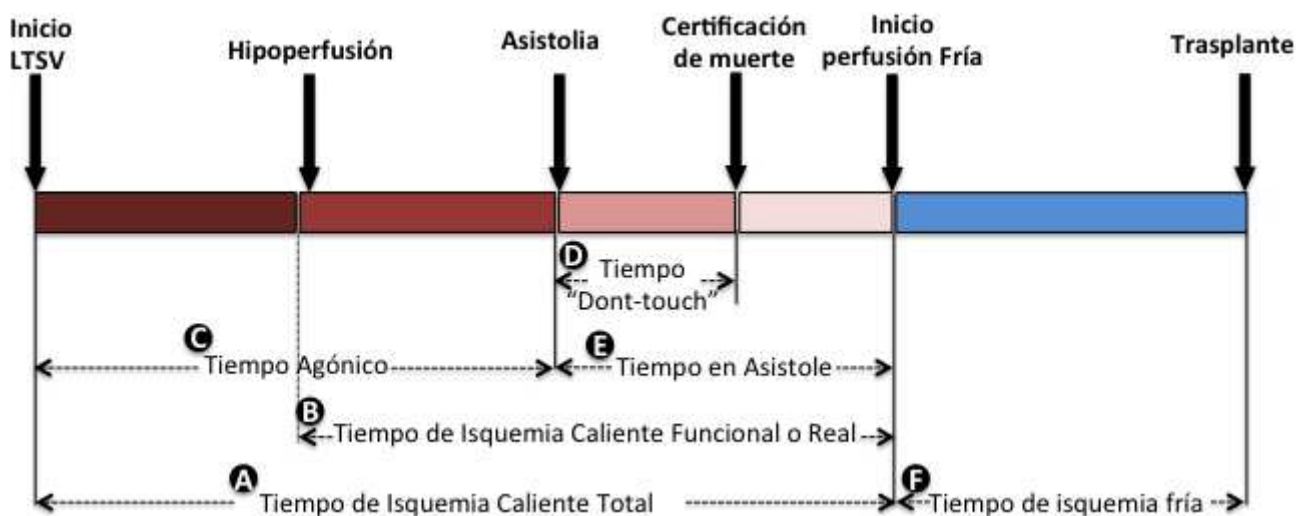 Inicio
LTSV
Hipoperfusión
Asistolia
Certificación
de muerte
Inicio
perfusión Fría
Trasplante
D
Tiempo
"Dont-touch"
C
Tiempo Agónico
E
Tiempo en Asistole
B
Tiempo de Isquemia Caliente Funcional o Real
A
Tiempo de Isquemia Caliente Total
F
Tiempo de isquemia fría